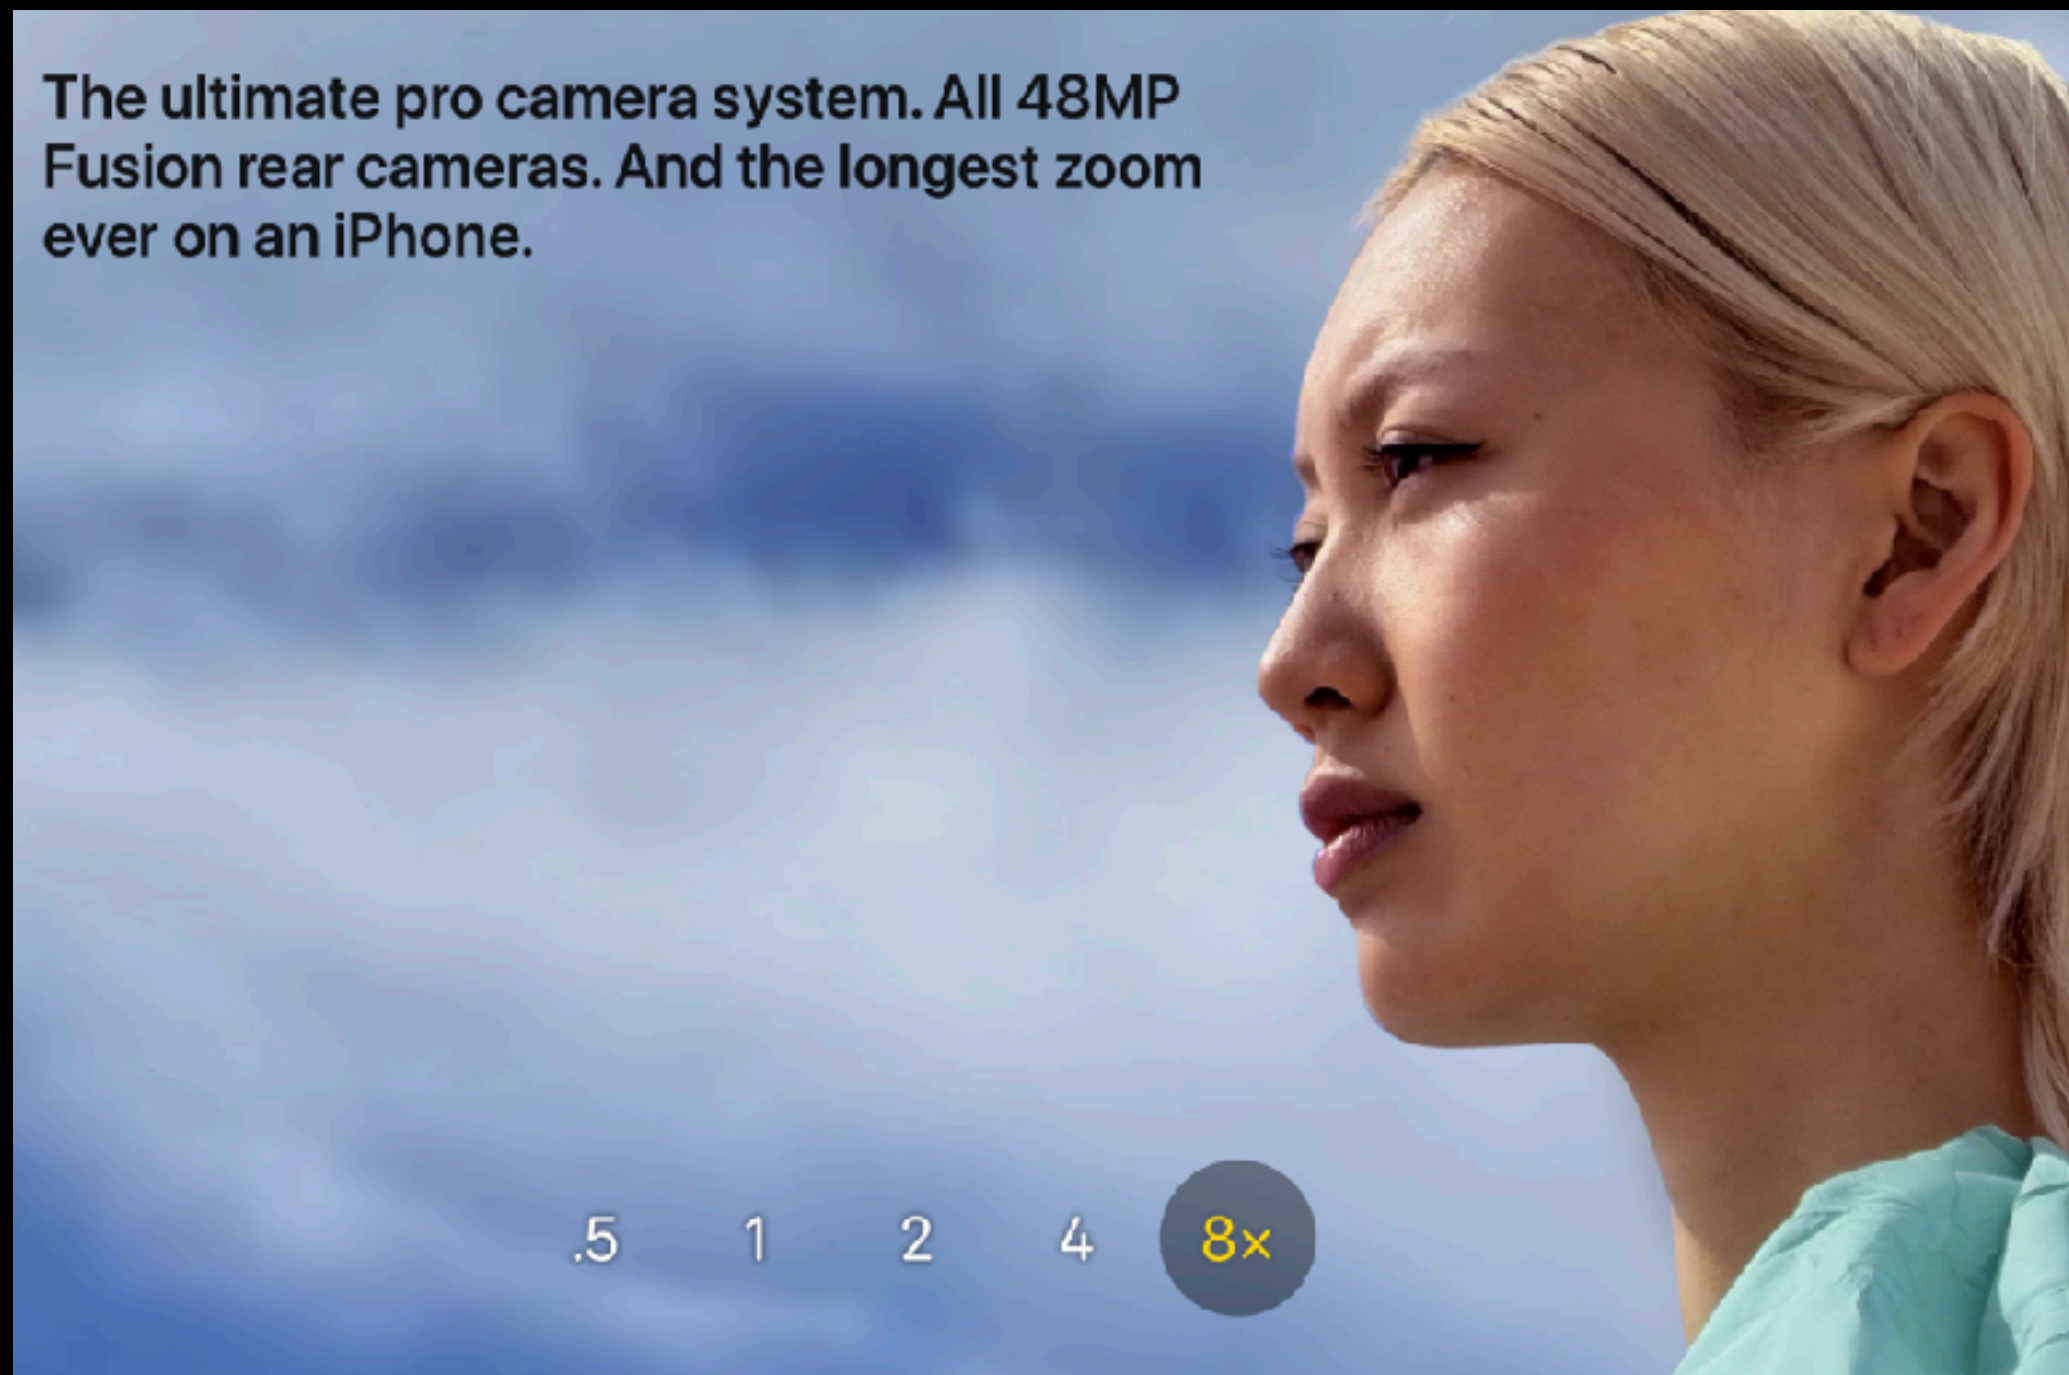 The ultimate pro camera system. All 48MP
Fusion rear cameras. And the longest zoom
ever on an iPhone.
.5 1 2 4 8×